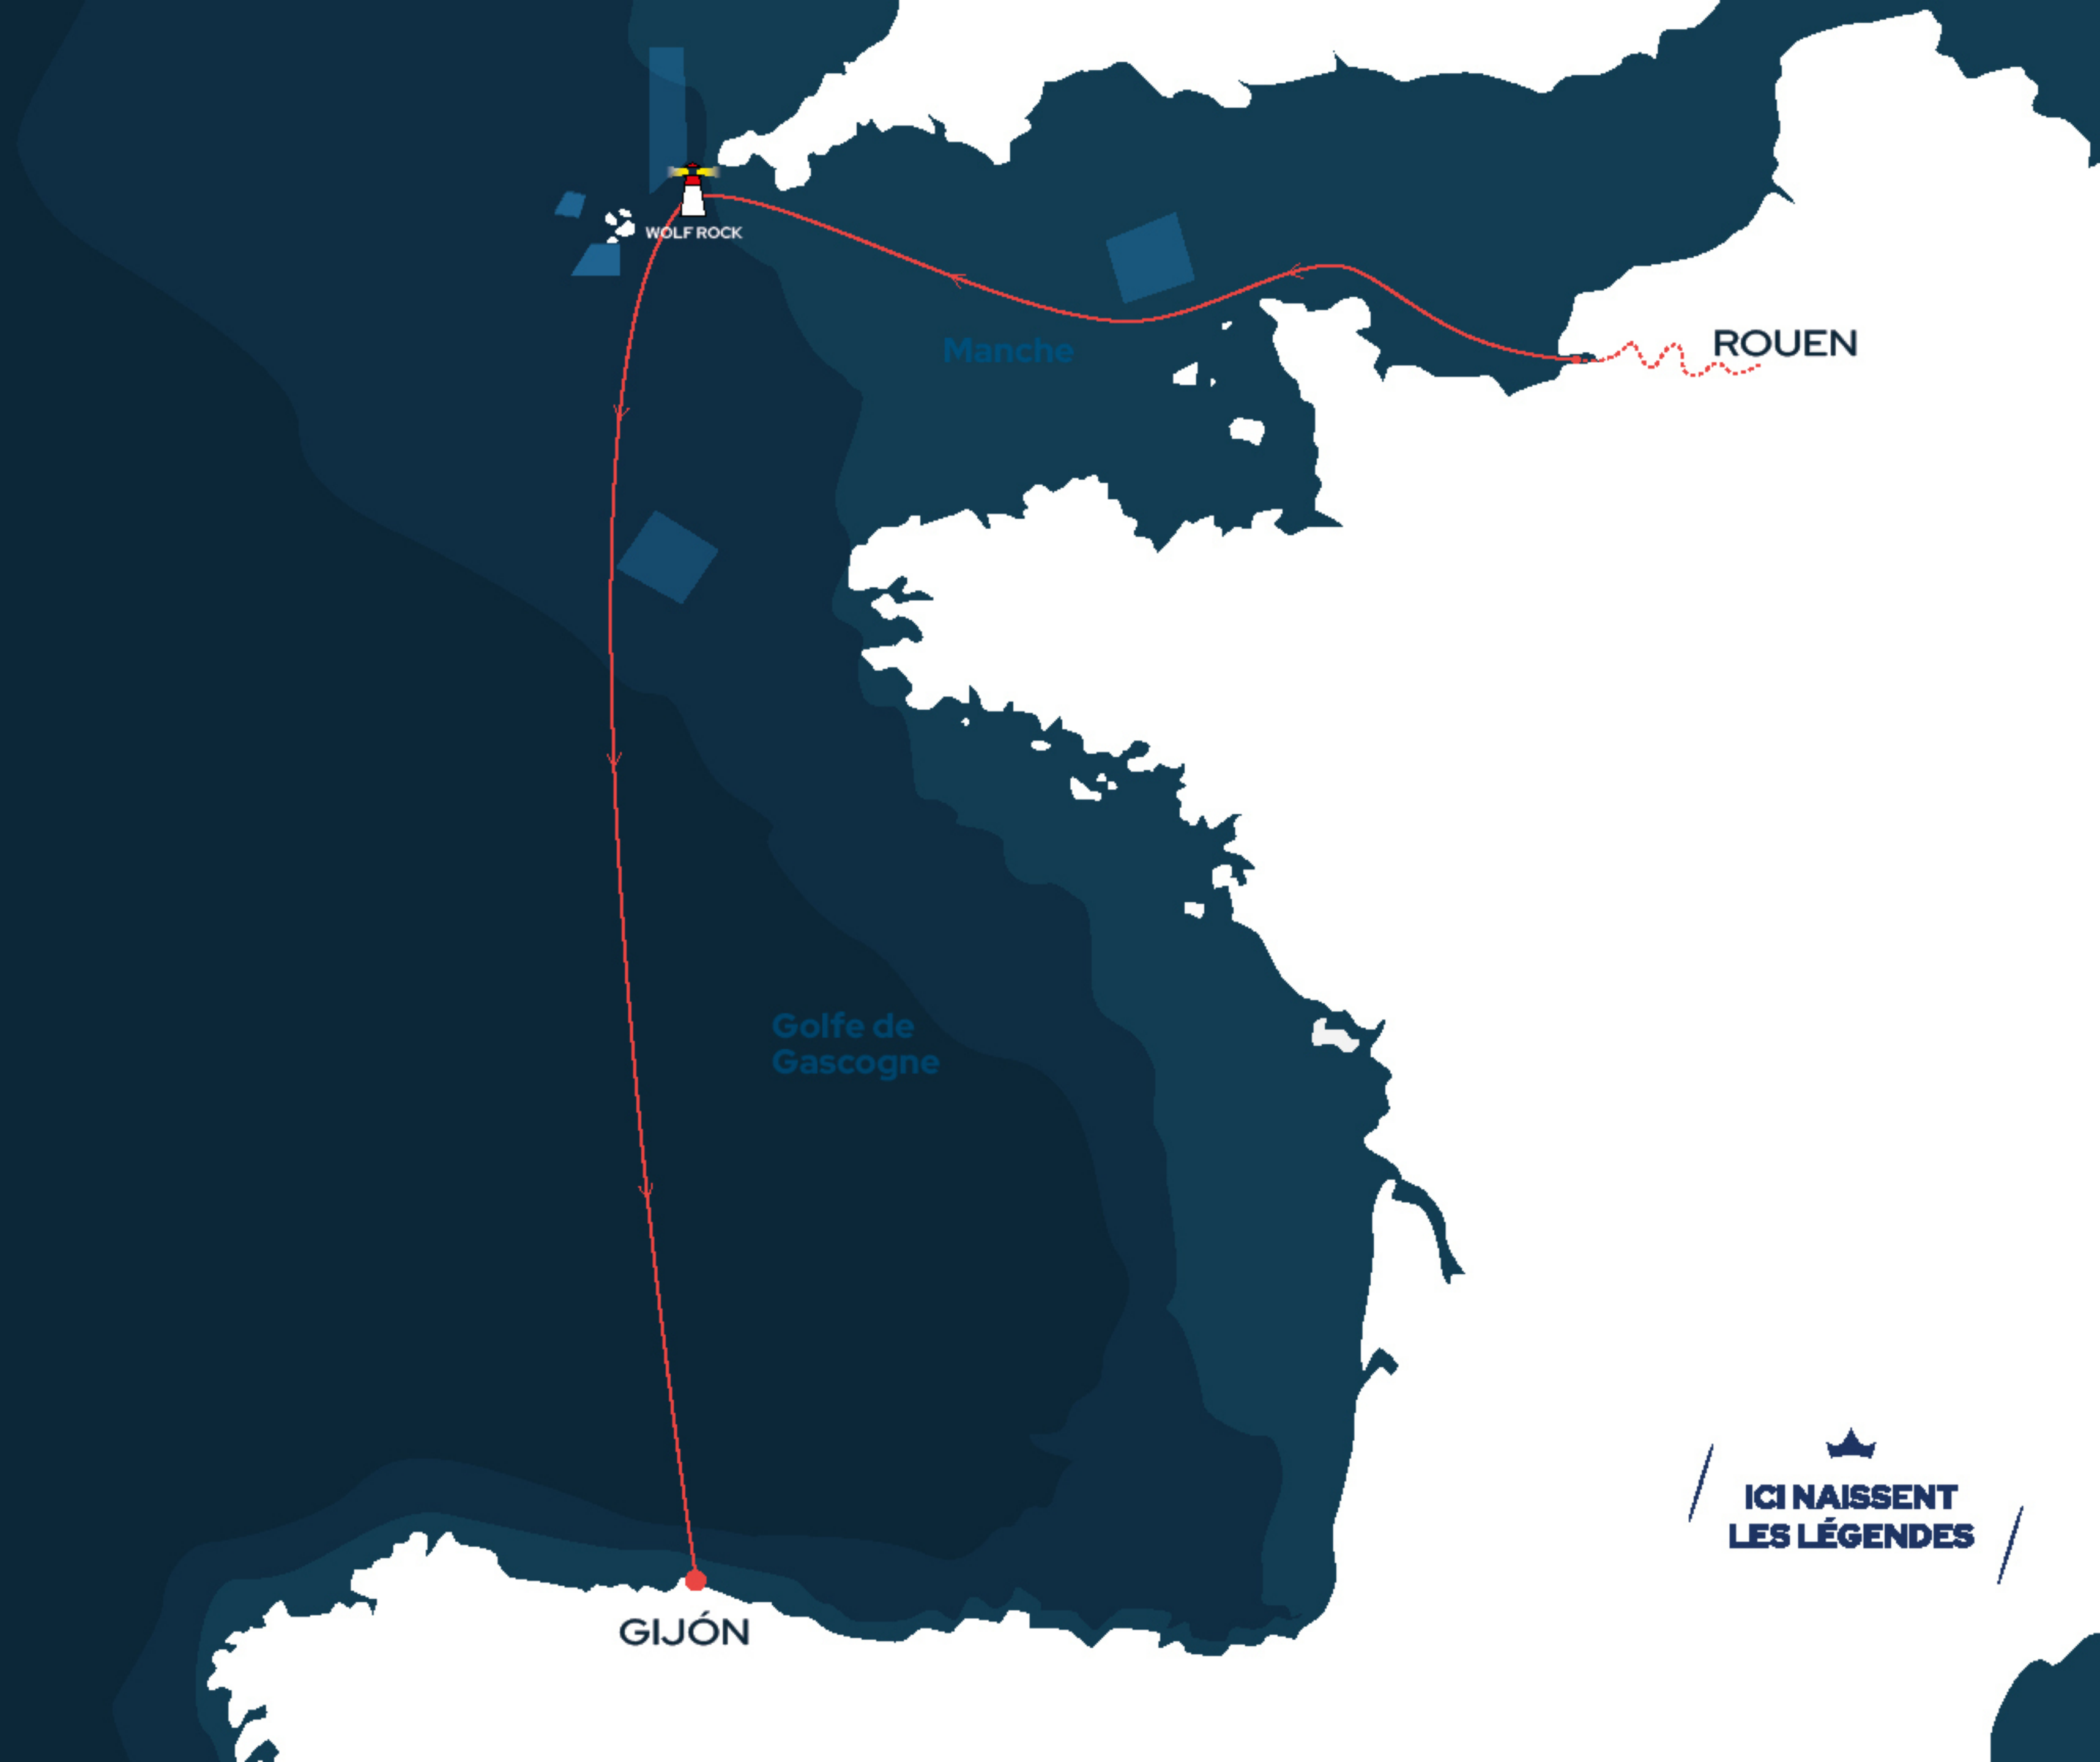 WOLF ROCK
ROUEN
Manche
Golfe de
Gascogne
ICI NAISSENT
LES LÉGENDES
GIJÓN